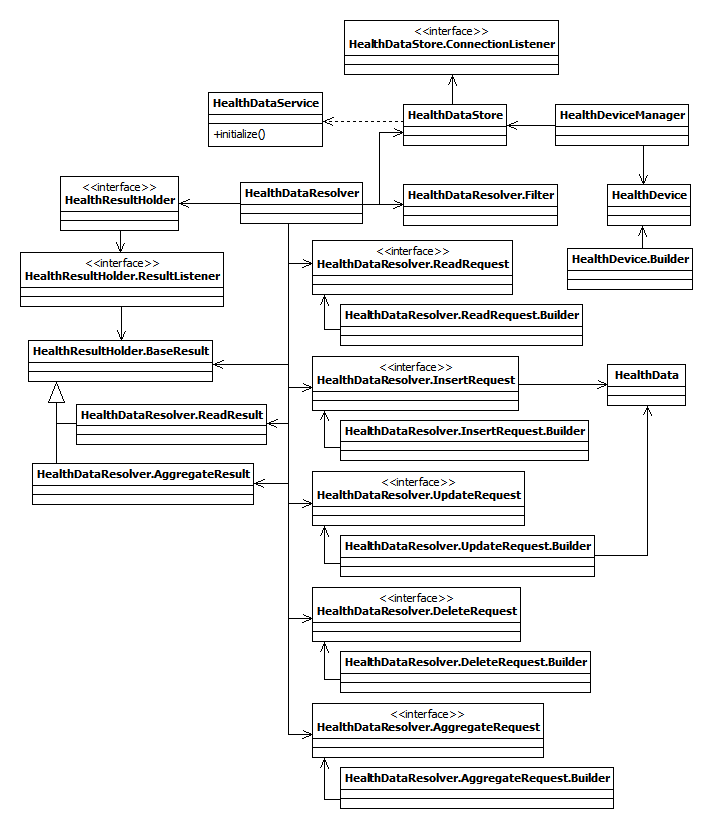 <<interface>>
HealthDataStore.ConnectionListener
HealthDataService
+initialize()
HealthDataStore
HealthDeviceManager
<<interface>>
HealthResultHolder
HealthDataResolver
HealthDataResolver.Filter
HealthDevice
<<interface>>
HealthResultHolder.ResultListener
<<interface>>
HealthDataResolver.ReadRequest
HealthDevice.Builder
HealthDataResolver.ReadRequest.Builder
HealthResultHolder.BaseResult
<<interface>>
HealthDataResolver.InsertRequest
HealthData
HealthDataResolver.ReadResult
HealthDataResolver.InsertRequest.Builder
HealthDataResolver.AggregateResult
<<interface>>
HealthDataResolver.UpdateRequest
HealthDataResolver.UpdateRequest.Builder
<<interface>>
HealthDataResolver.DeleteRequest
HealthDataResolver.DeleteRequest.Builder
<<interface>>
HealthDataResolver.AggregateRequest
HealthDataResolver.AggregateRequest.Builder